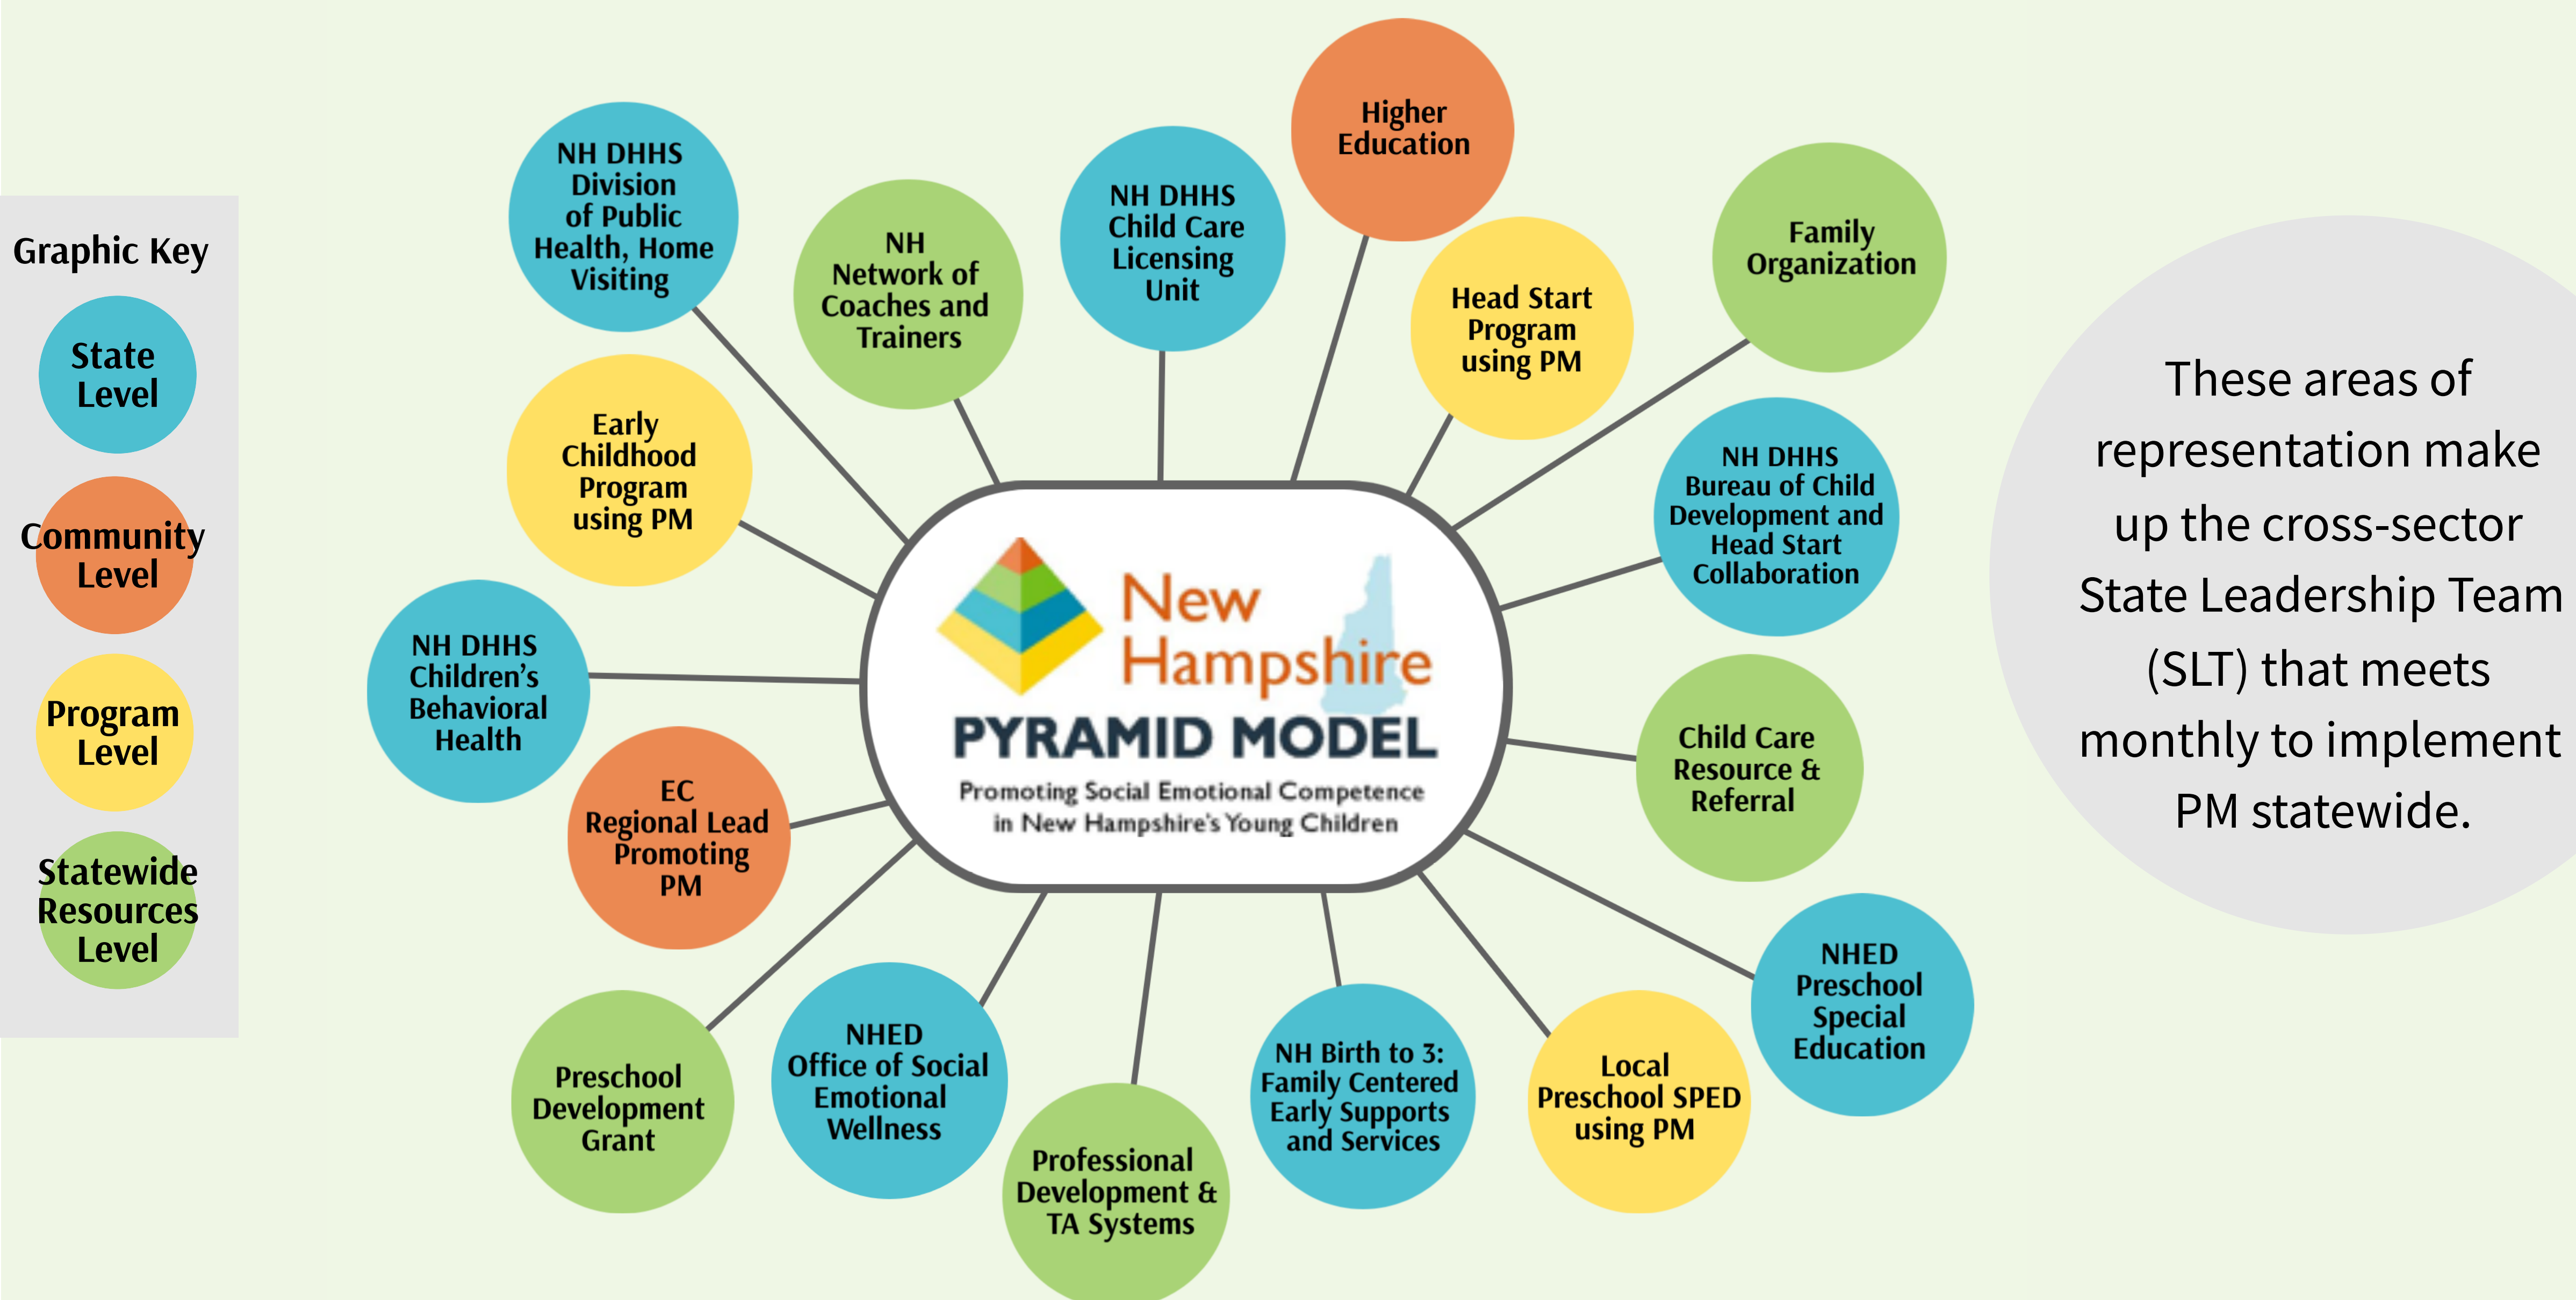 Graphic Key
State
Level
Community
Level
Program
Level
Statewide
Resources
Level
NH DHHS
Division
of Public
Health, Home
Visiting
NH
Network of
Coaches and
Trainers
NH DHHS
Child Care
Licensing
Unit
Higher
Education
Head Start
Program
using PM
Family
Organization
Early
Childhood
Program
using PM
NH DHHS
Bureau of Child
Development and
Head Start
Collaboration
NH DHHS
Children's
Behavioral
Health
New
Hampshire
PYRAMID MODEL
Promoting Social Emotional Competence
in New Hampshire's Young Children
Child Care
Resource &
Referral
EC
Regional Lead
Promoting
PM
NHED
Preschool
Special
Education
Preschool
Development
Grant
NHED
Office of Social
Emotional
Wellness
Professional
Development &
TA Systems
NH Birth to 3:
Family Centered
Early Supports
and Services
Local
Preschool SPED
using PM
These areas of
representation make
up the cross-sector
State Leadership Team
(SLT) that meets
monthly to implement
PM statewide.